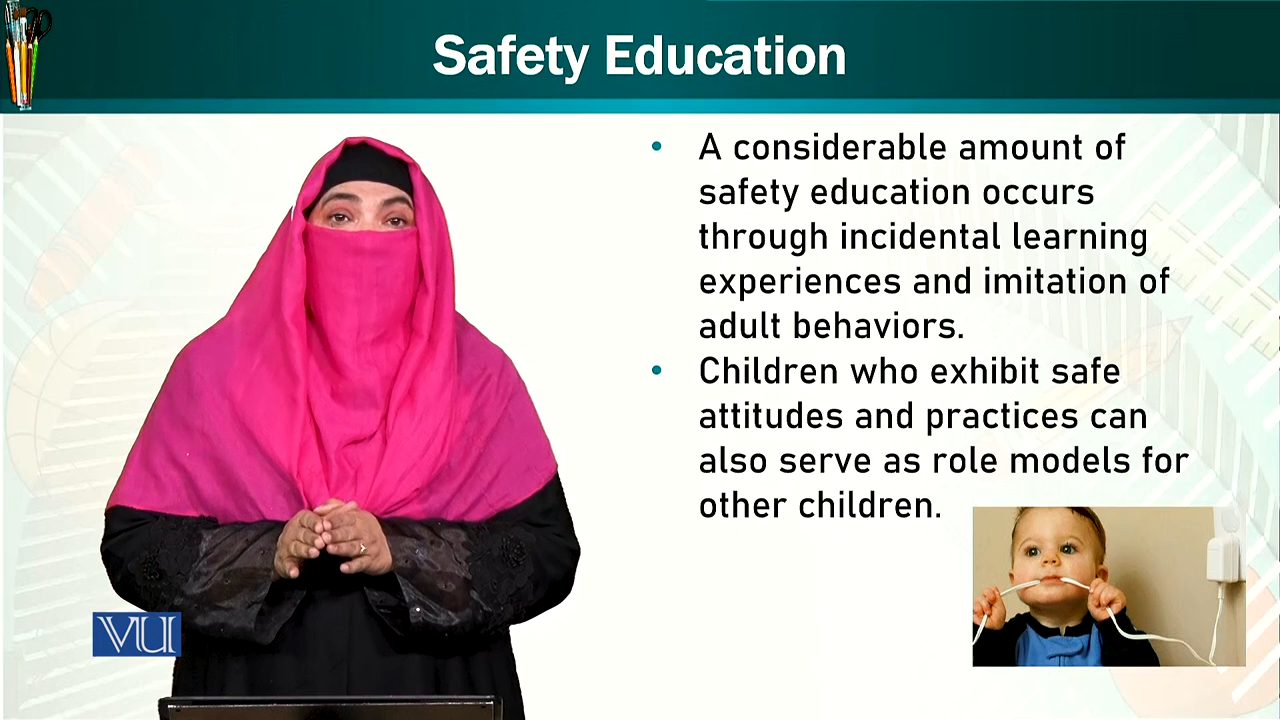 Safety Education
• A considerable amount of
safety education occurs
through incidental learning
experiences and imitation of
adult behaviors.
• Children who exhibit safe
attitudes and practices can
also serve as role models for
other children.
VU